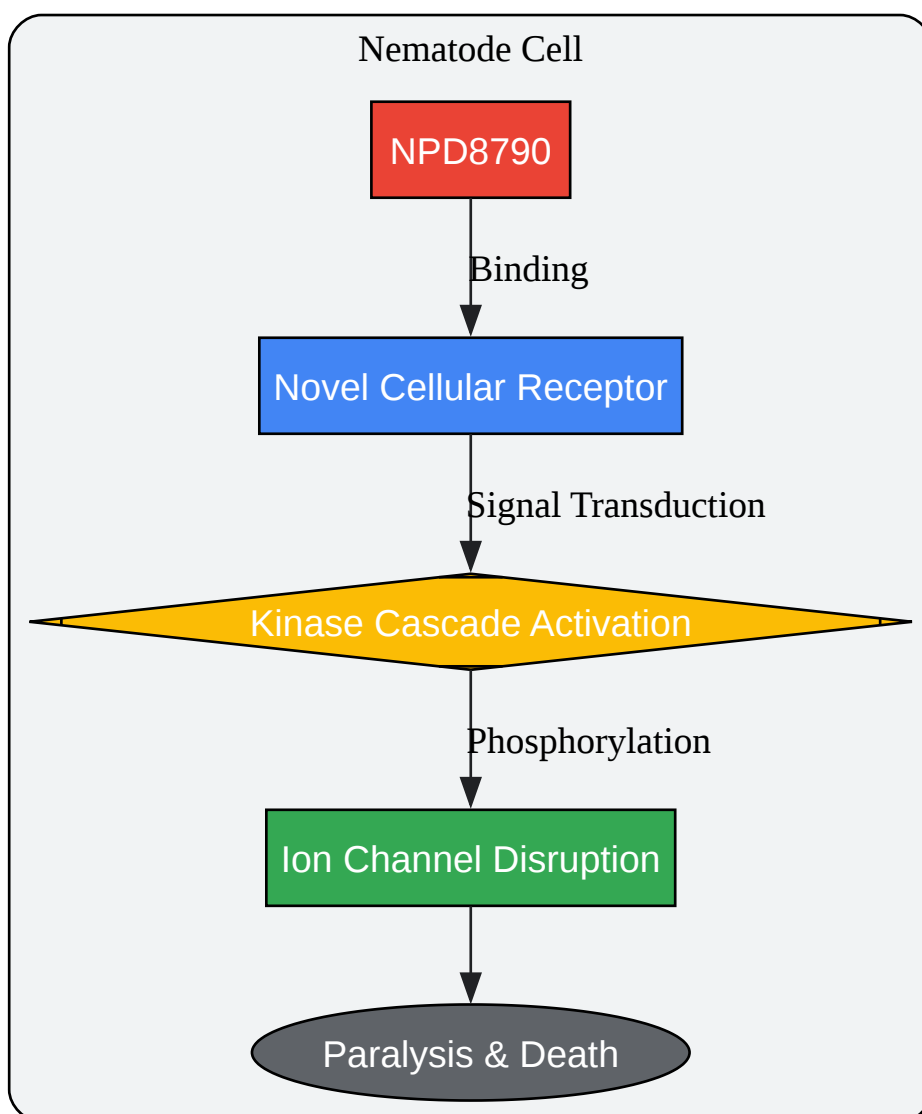 Nematode Cell
NPD8790
Binding
Novel Cellular Receptor
Signal Transduction
Kinase Cascade Activation
Phosphorylation
Ion Channel Disruption
Paralysis & Death